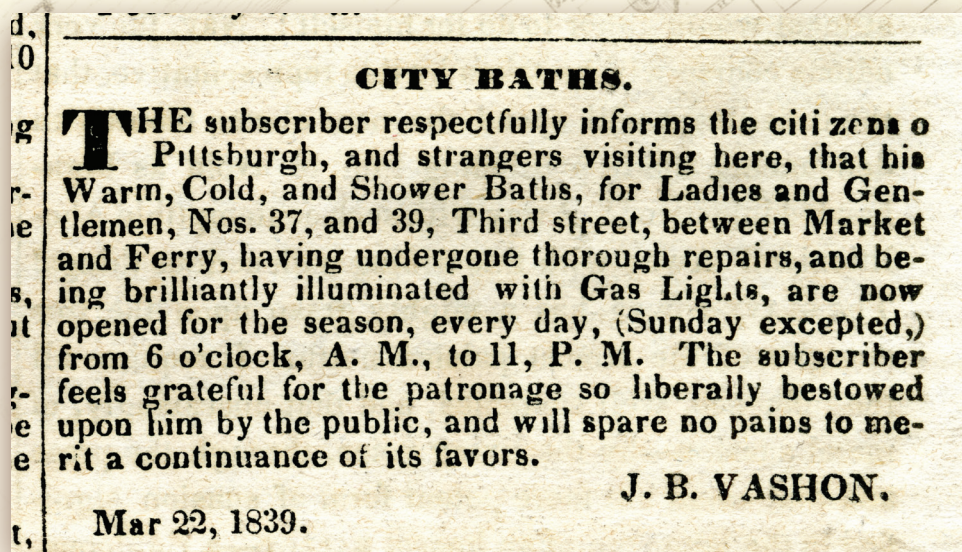 CITY BATHS.
THE subscriber respectfully informs the citizens o
Pittsburgh, and strangers visiting here, that his
Warm, Cold, and Shower Baths, for Ladies and Gen-
tlemen, Nos. 37, and 39, Third street, between Market
and Ferry, having undergone thorough repairs, and be-
ing brilliantly illuminated with Gas Lights, are now
opened for the season, every day, (Sunday excepted,)
from 6 o'clock, A. M., to 11, P. M. The subscriber
feels grateful for the patronage so liberally bestowed
upon him by the public, and will spare no pains to me-
rit a continuance of its favors.
J. B. VASHON.
Mar 22, 1839.